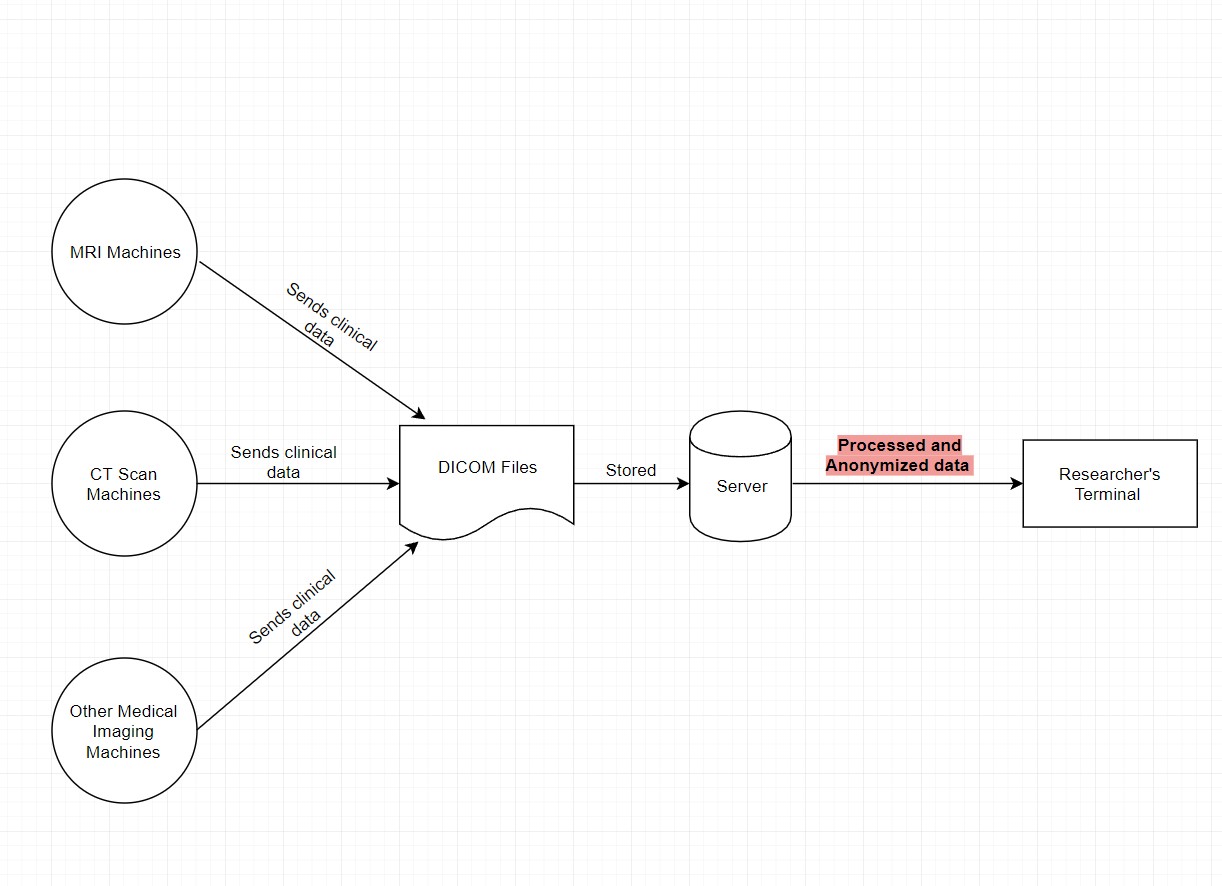 MRI Machines
Sends clinical
data
CT Scan
Machines
Sends clinical
data
DICOM Files
Stored
Server
Processed and
Anonymized data
Researcher's
Terminal
Sends clinical
data
Other Medical
Imaging
Machines